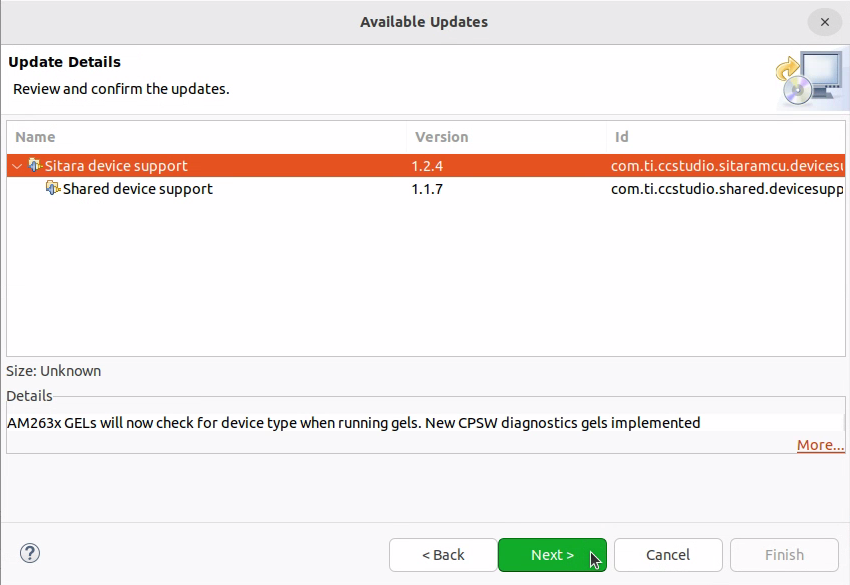 Available Updates
Update Details
Review and confirm the updates.
Name Version Id
Sitara device support 1.2.4 com.ti.ccstudio.sitaramcu.devicesu
Shared device support 1.1.7 com.ti.ccstudio.shared.devicesupp
Size: Unknown
Details
AM263x GELs will now check for device type when running gels. New CPSW diagnostics gels implemented
More...
? < Back Next > Cancel Finish